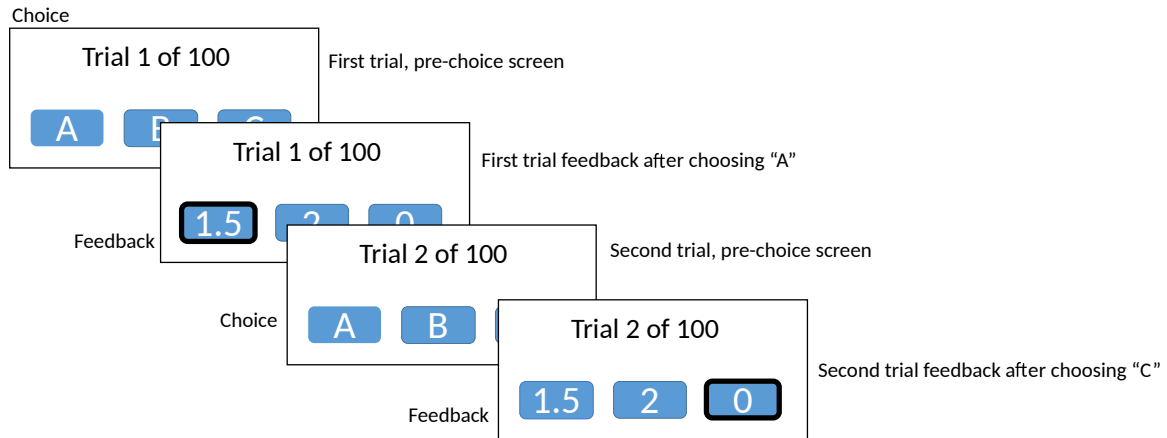 Choice
Trial 1 of 100
First trial, pre-choice screen
A B C
Trial 1 of 100
First trial feedback after choosing “A”
1.5 2 0
Feedback
Trial 2 of 100
Second trial, pre-choice screen
Choice
A B
Trial 2 of 100
Second trial feedback after choosing “C”
1.5 2 0
Feedback